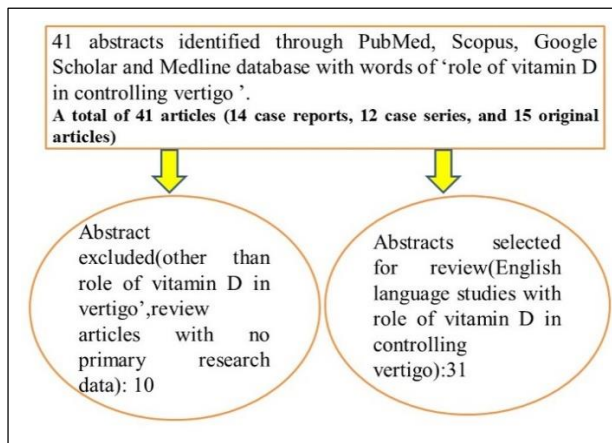 41 abstracts identified through PubMed, Scopus, Google
Scholar and Medline database with words of ‘role of vitamin D
in controlling vertigo ’.
A total of 41 articles (14 case reports, 12 case series, and 15 original
articles)
Abstract
excluded(other than
role of vitamin D in
vertigo’,review
articles with no
primary research
data): 10
Abstracts selected
for review(English
language studies with
role of vitamin D in
controlling
vertigo):31